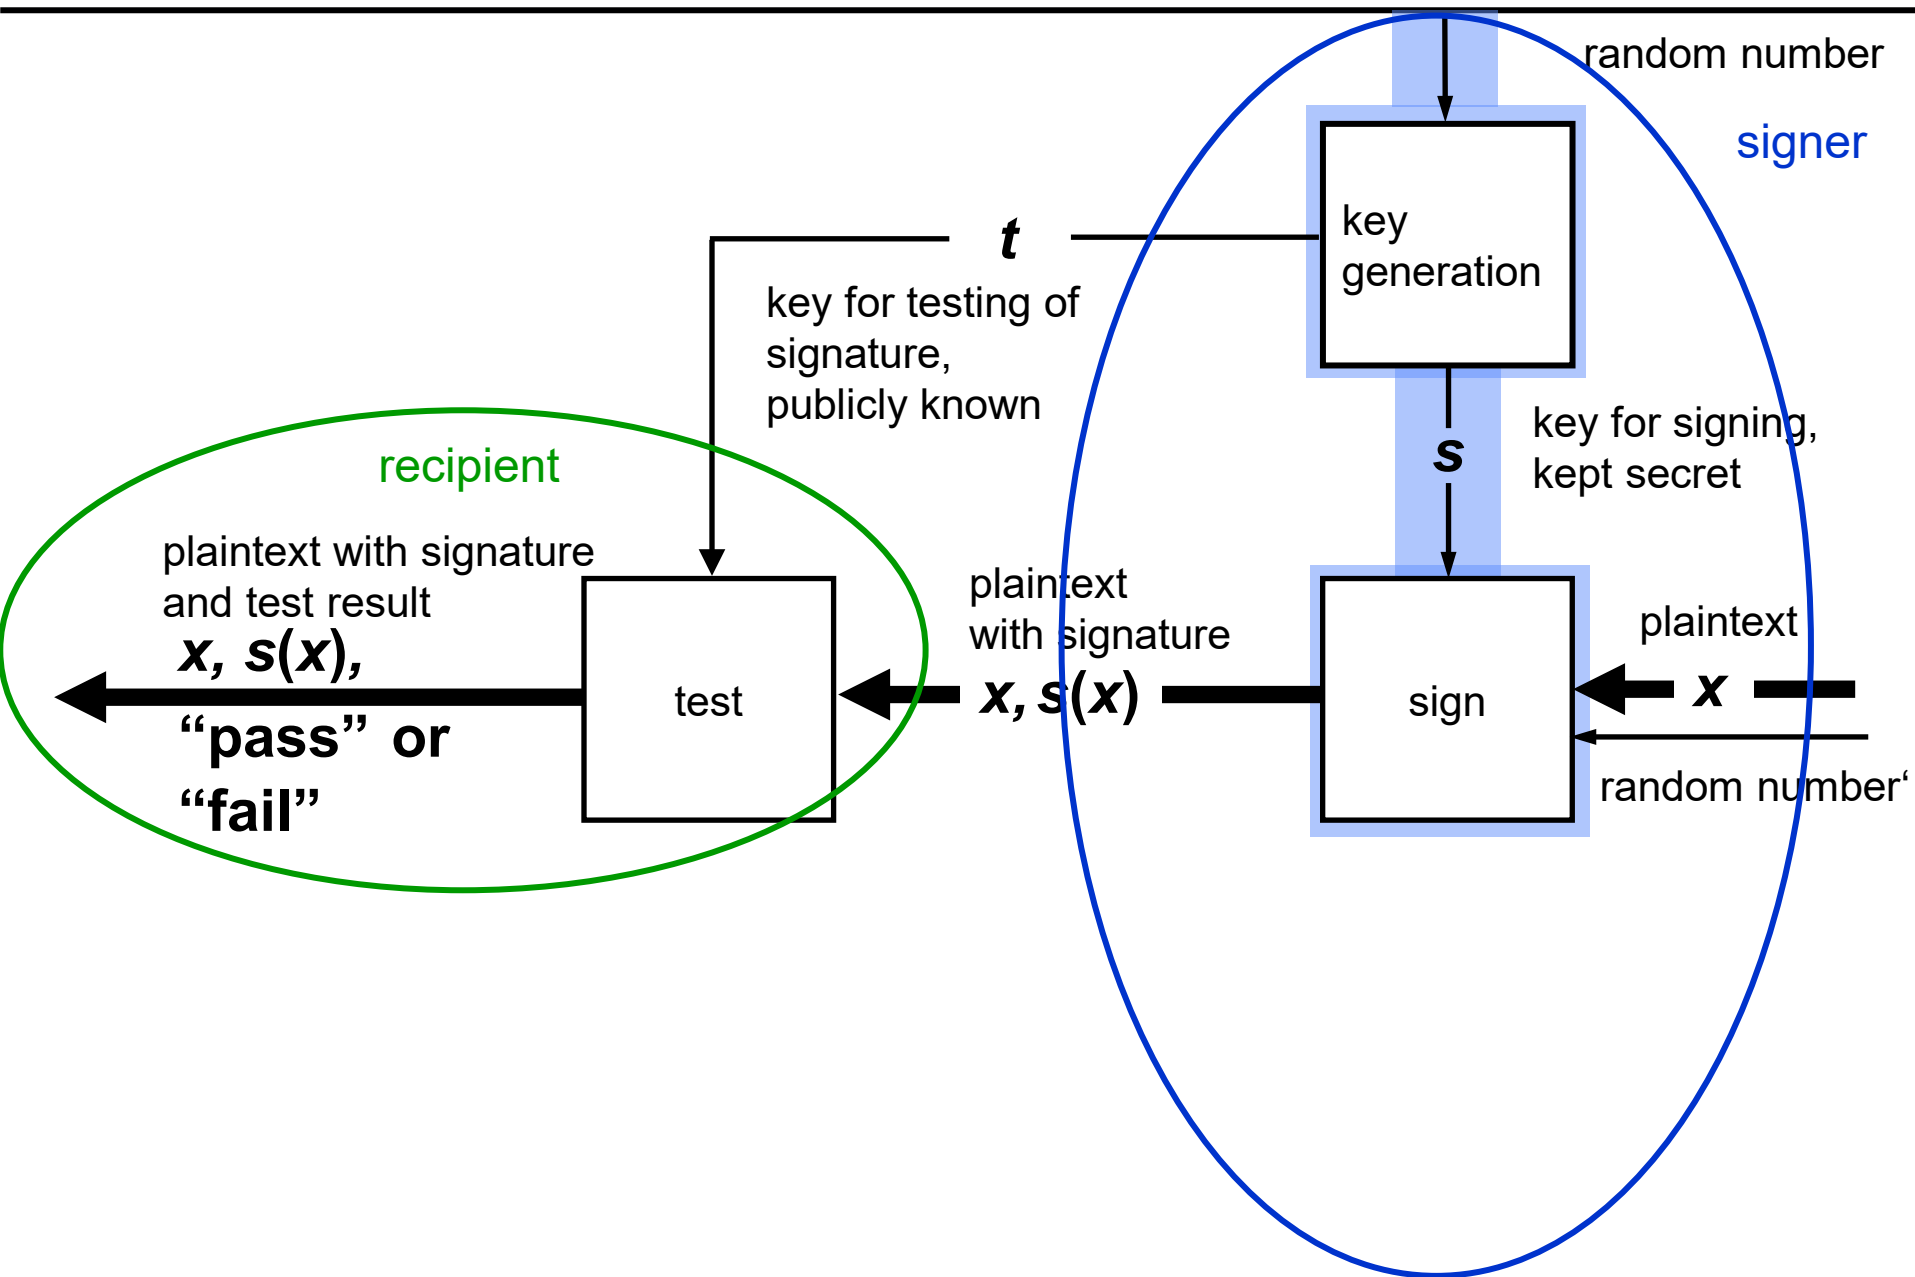 random number
signer
key
generation
t
key for testing of
signature,
publicly known
key for signing,
kept secret
s
recipient
plaintext with signature
and test result
x, s(x),
“pass” or
“fail”
test
plaintext
with signature
x, s(x)
sign
plaintext
x
random number‘